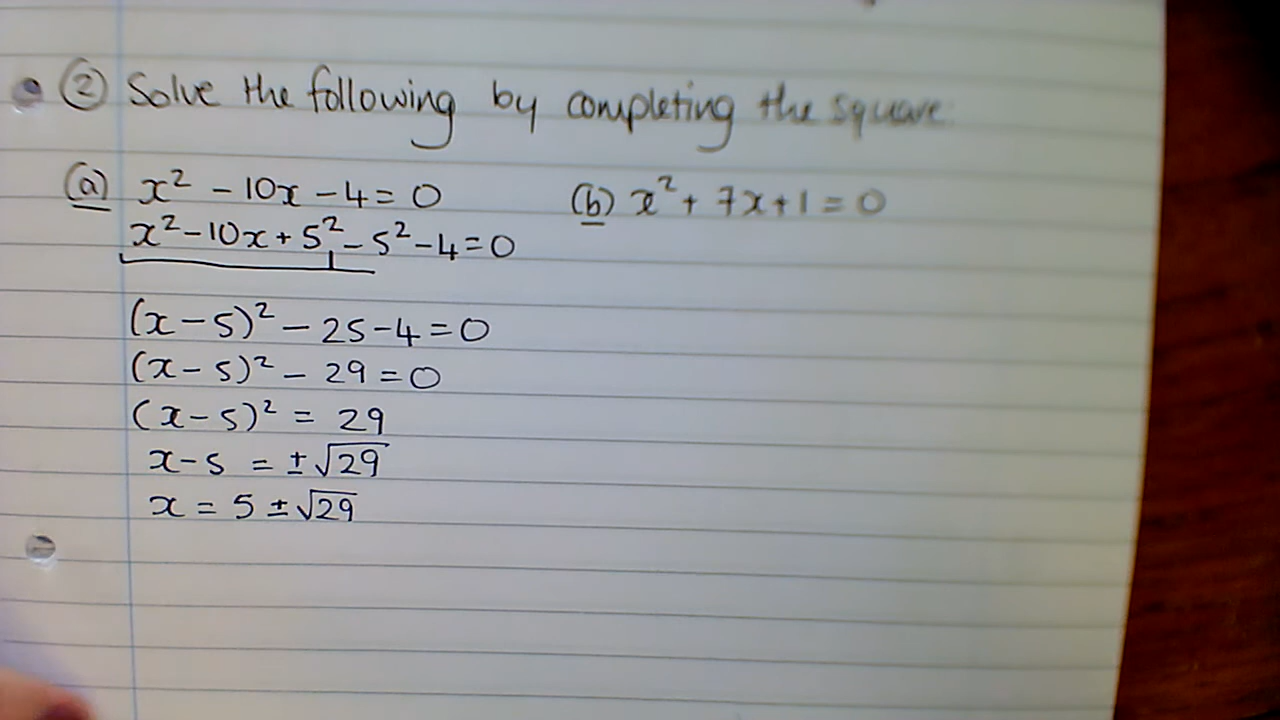 ② Solve the following by completing the square
(a) x² - 10x - 4 = 0
x² - 10x + 5² - 5² - 4 = 0
(x - 5)² - 25 - 4 = 0
(x - 5)² - 29 = 0
(x - 5)² = 29
x - 5 = ±√29
x = 5 ± √29
(b) x² + 7x + 1 = 0